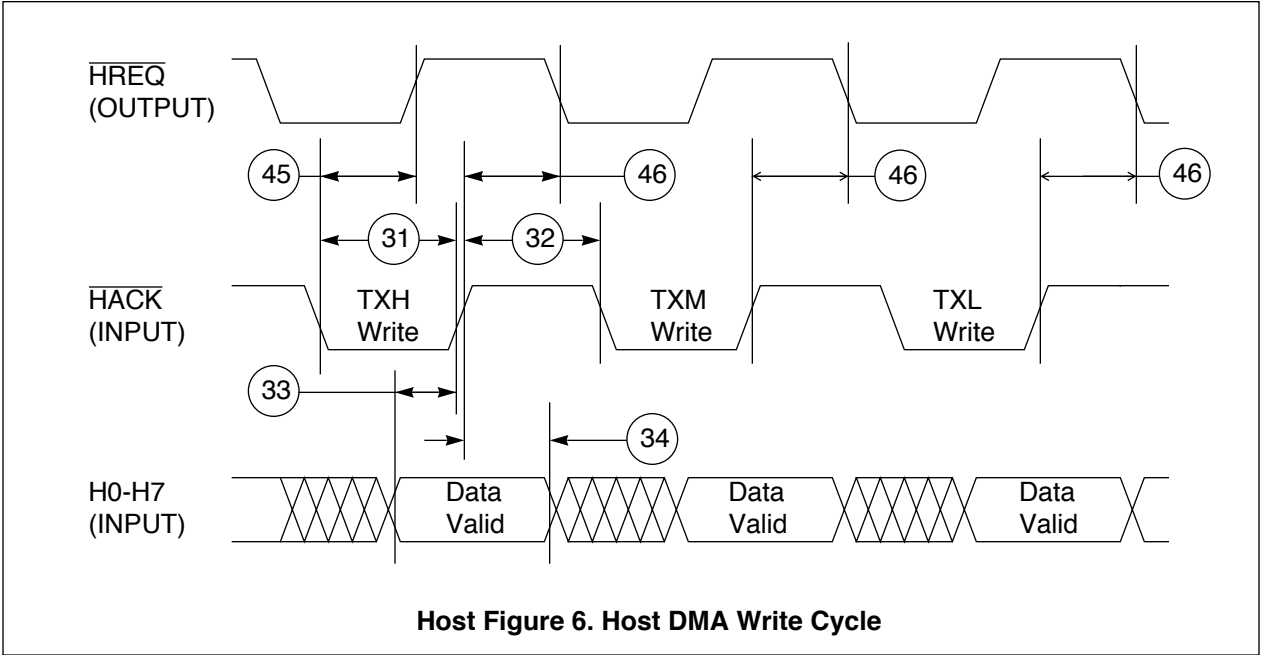 HREQ
(OUTPUT)
45
46
46
46
31
32
HACK
(INPUT)
TXH
Write
TXM
Write
TXL
Write
33
34
H0-H7
(INPUT)
Data
Valid
Data
Valid
Data
Valid
Host Figure 6. Host DMA Write Cycle